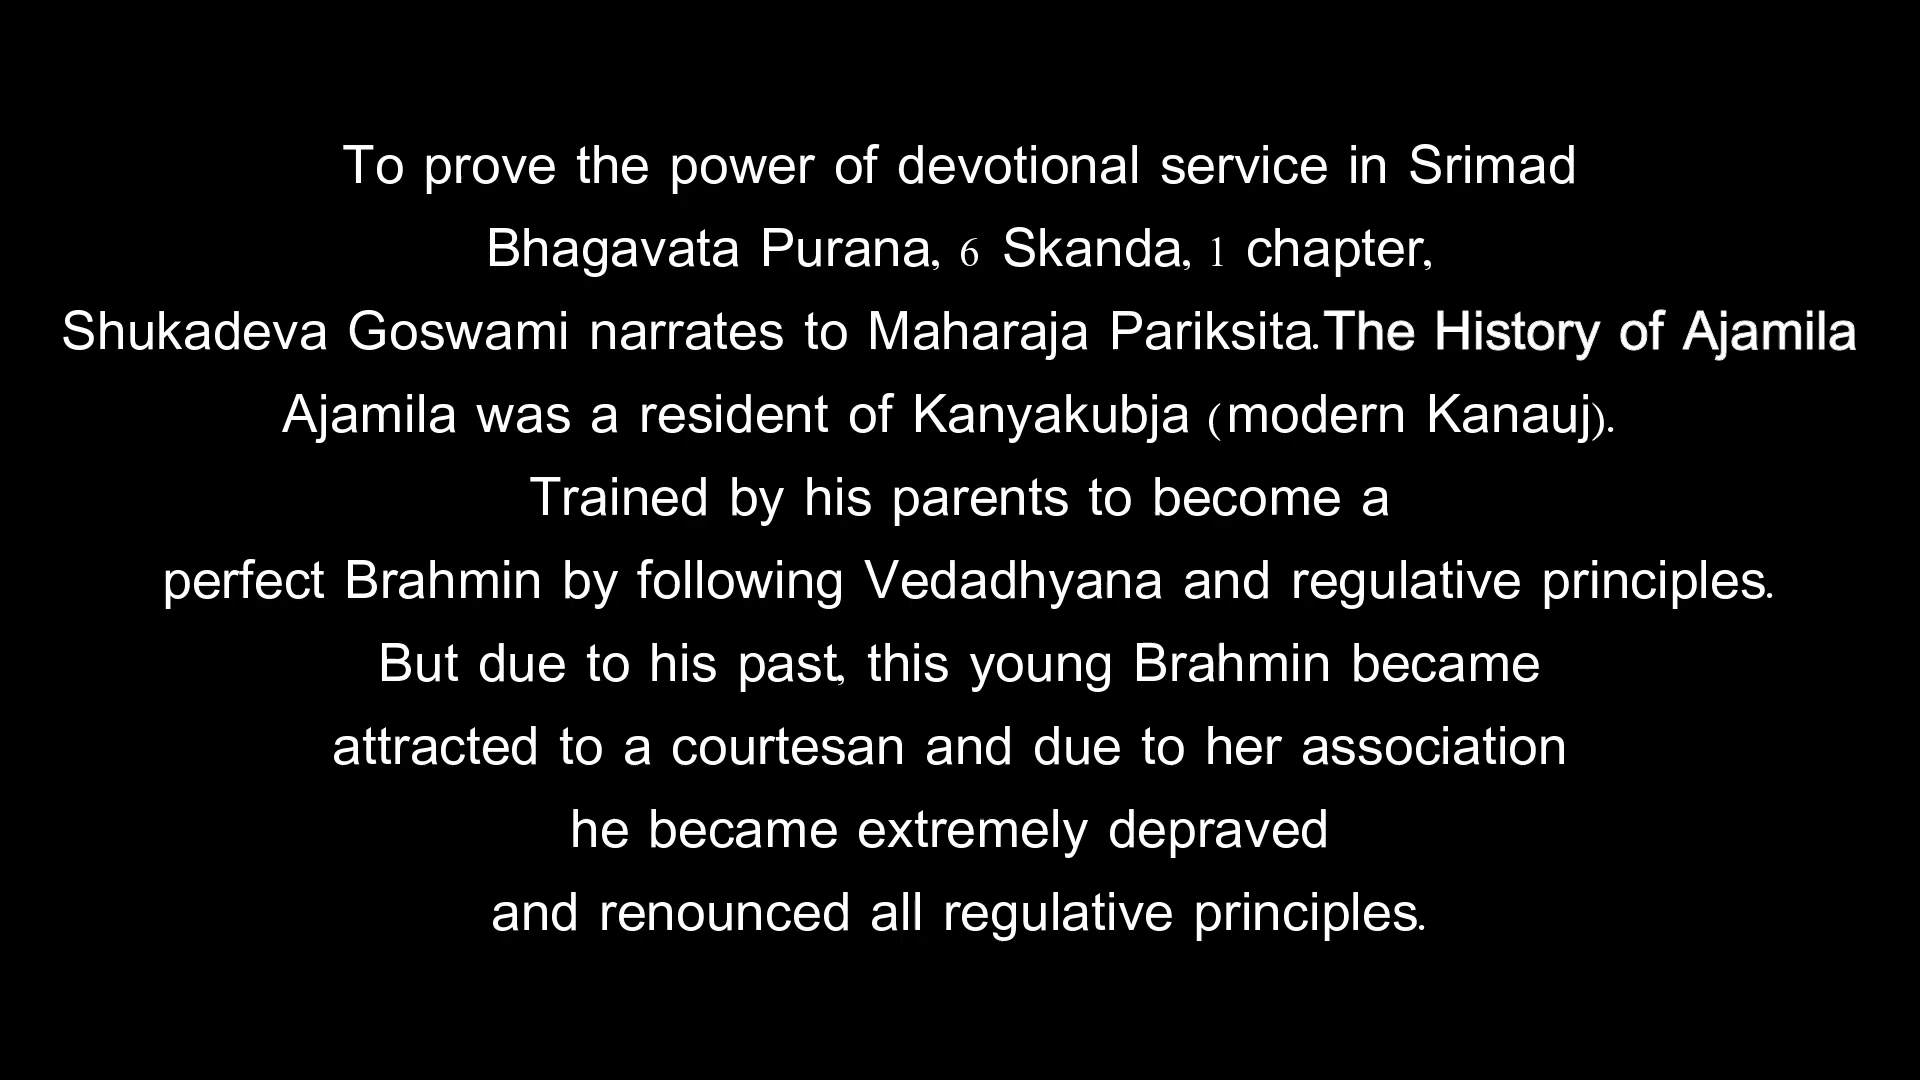 To prove the power of devotional service in Srimad
Bhagavata Purana, 6 Skanda, 1 chapter,
Shukadeva Goswami narrates to Maharaja Pariksita.The History of Ajamila
Ajamila was a resident of Kanyakubja (modern Kanauj).
Trained by his parents to become a
perfect Brahmin by following Vedadhyana and regulative principles.
But due to his past, this young Brahmin became
attracted to a courtesan and due to her association
he became extremely depraved
and renounced all regulative principles.